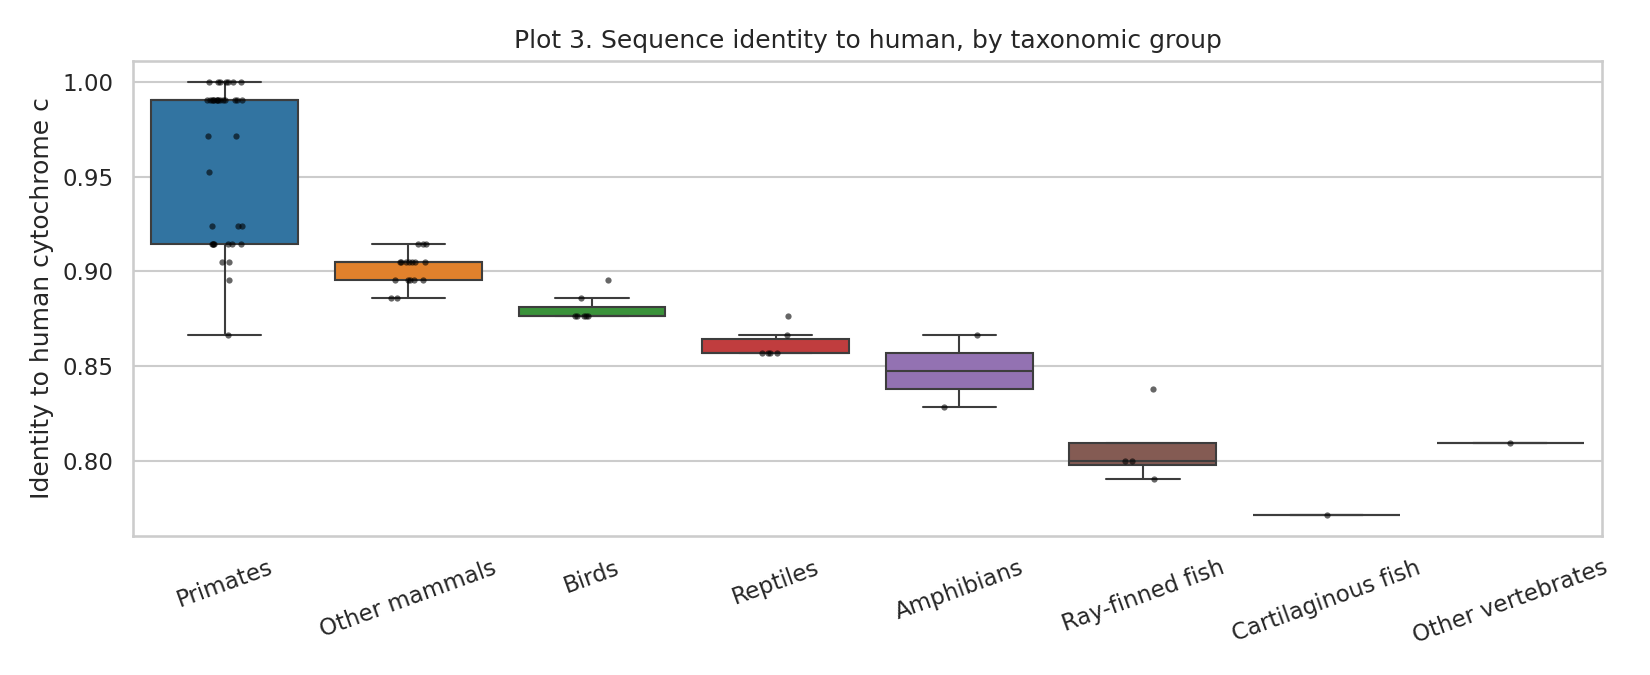 Plot 3. Sequence identity to human, by taxonomic group
Identity to human cytochrome c
1.00
0.95
0.90
0.85
0.80
Primates
Other mammals
Birds
Reptiles
Amphibians
Ray-finned fish
Cartilaginous fish
Other vertebrates